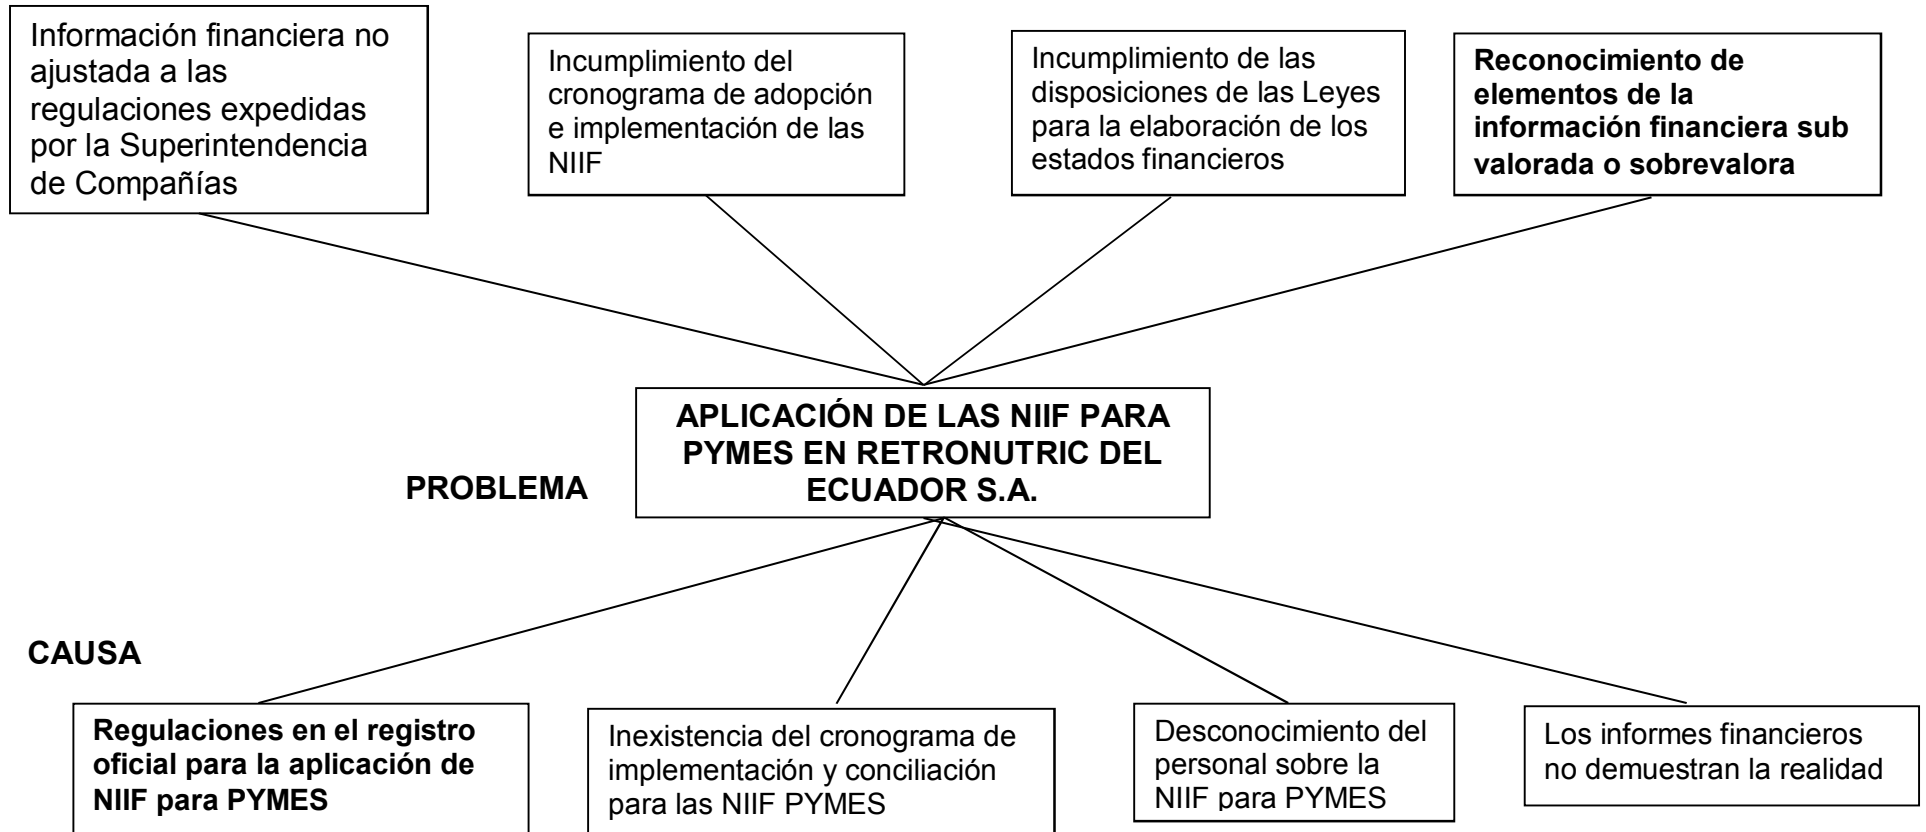 Información financiera no
ajustada a las
regulaciones expedidas
por la Superintendencia
de Compañías
Incumplimiento del
cronograma de adopción
e implementación de las
NIIF
Incumplimiento de las
disposiciones de las Leyes
para la elaboración de los
estados financieros
Reconocimiento de
elementos de la
información financiera sub
valorada o sobrevalora
APLICACIÓN DE LAS NIIF PARA
PYMES EN RETRONUTRIC DEL
ECUADOR S.A.
PROBLEMA
CAUSA
Regulaciones en el registro
oficial para la aplicación de
NIIF para PYMES
Inexistencia del cronograma de
implementación y conciliación
para las NIIF PYMES
Desconocimiento del
personal sobre la
NIIF para PYMES
Los informes financieros
no demuestran la realidad